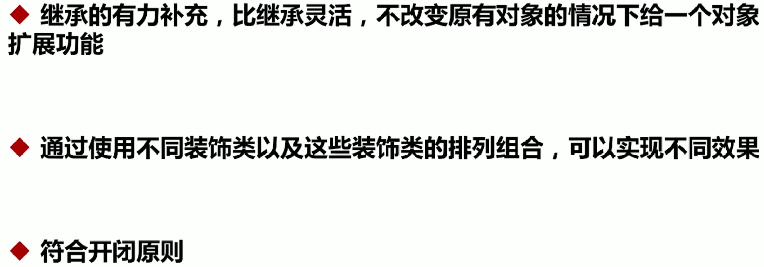 继承的有力补充，比继承灵活，不改变原有对象的情况下给一个对象
扩展功能
通过使用不同装饰类以及这些装饰类的排列组合，可以实现不同效果
符合开闭原则